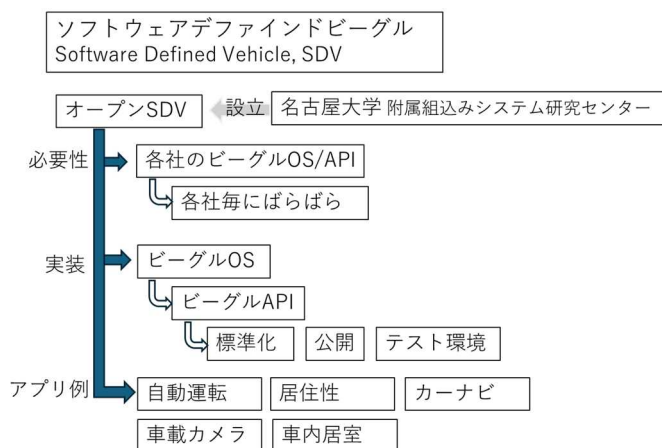 ソフトウェアデファインドビーグル
Software Defined Vehicle, SDV
オープンSDV
設立
名古屋大学 附属組込みシステム研究センター
必要性
各社のビーグルOS/API
各社毎にばらばら
実装
ビーグルOS
ビーグルAPI
標準化
公開
テスト環境
アプリ例
自動運転
居住性
カーナビ
車載カメラ
車内居室